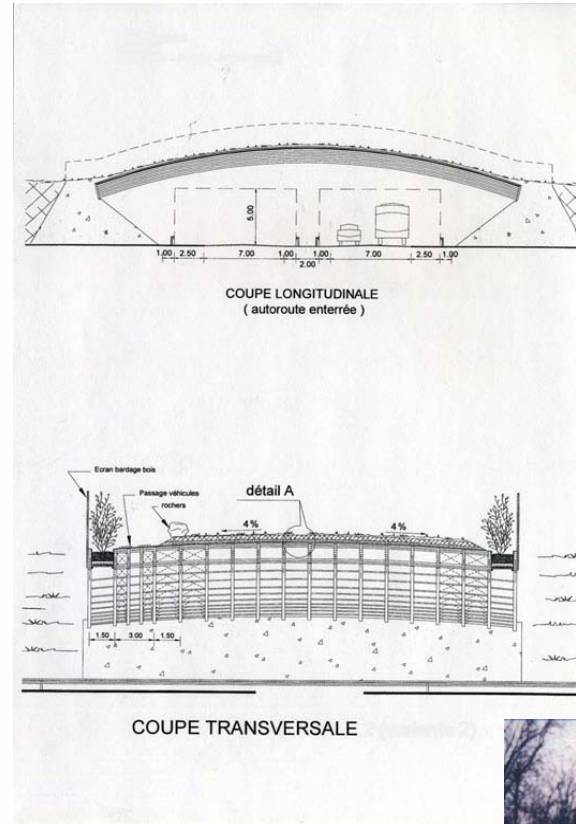 5.00
1.00 2.50 7.00 1.00 1.00 7.00 2.50 1.00
2.00
COUPE LONGITUDINALE
( autoroute enterrée )
Ecran bardage bois
Passage véhicules
rochers
détail A
4 % 4 %
1.50 3.00 1.50
COUPE TRANSVERSALE